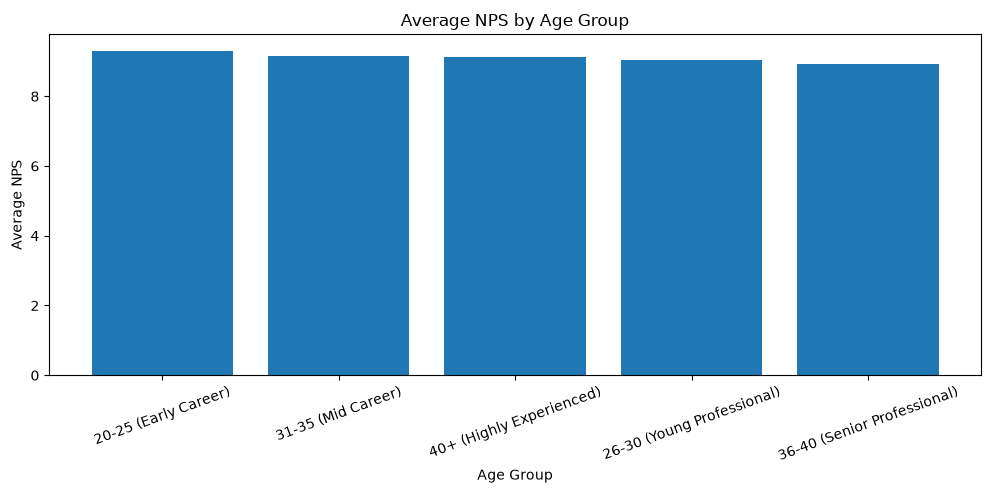 Average NPS by Age Group
Average NPS
8
6
4
2
0
20-25 (Early Career)
31-35 (Mid Career)
40+ (Highly Experienced)
26-30 (Young Professional)
36-40 (Senior Professional)
Age Group